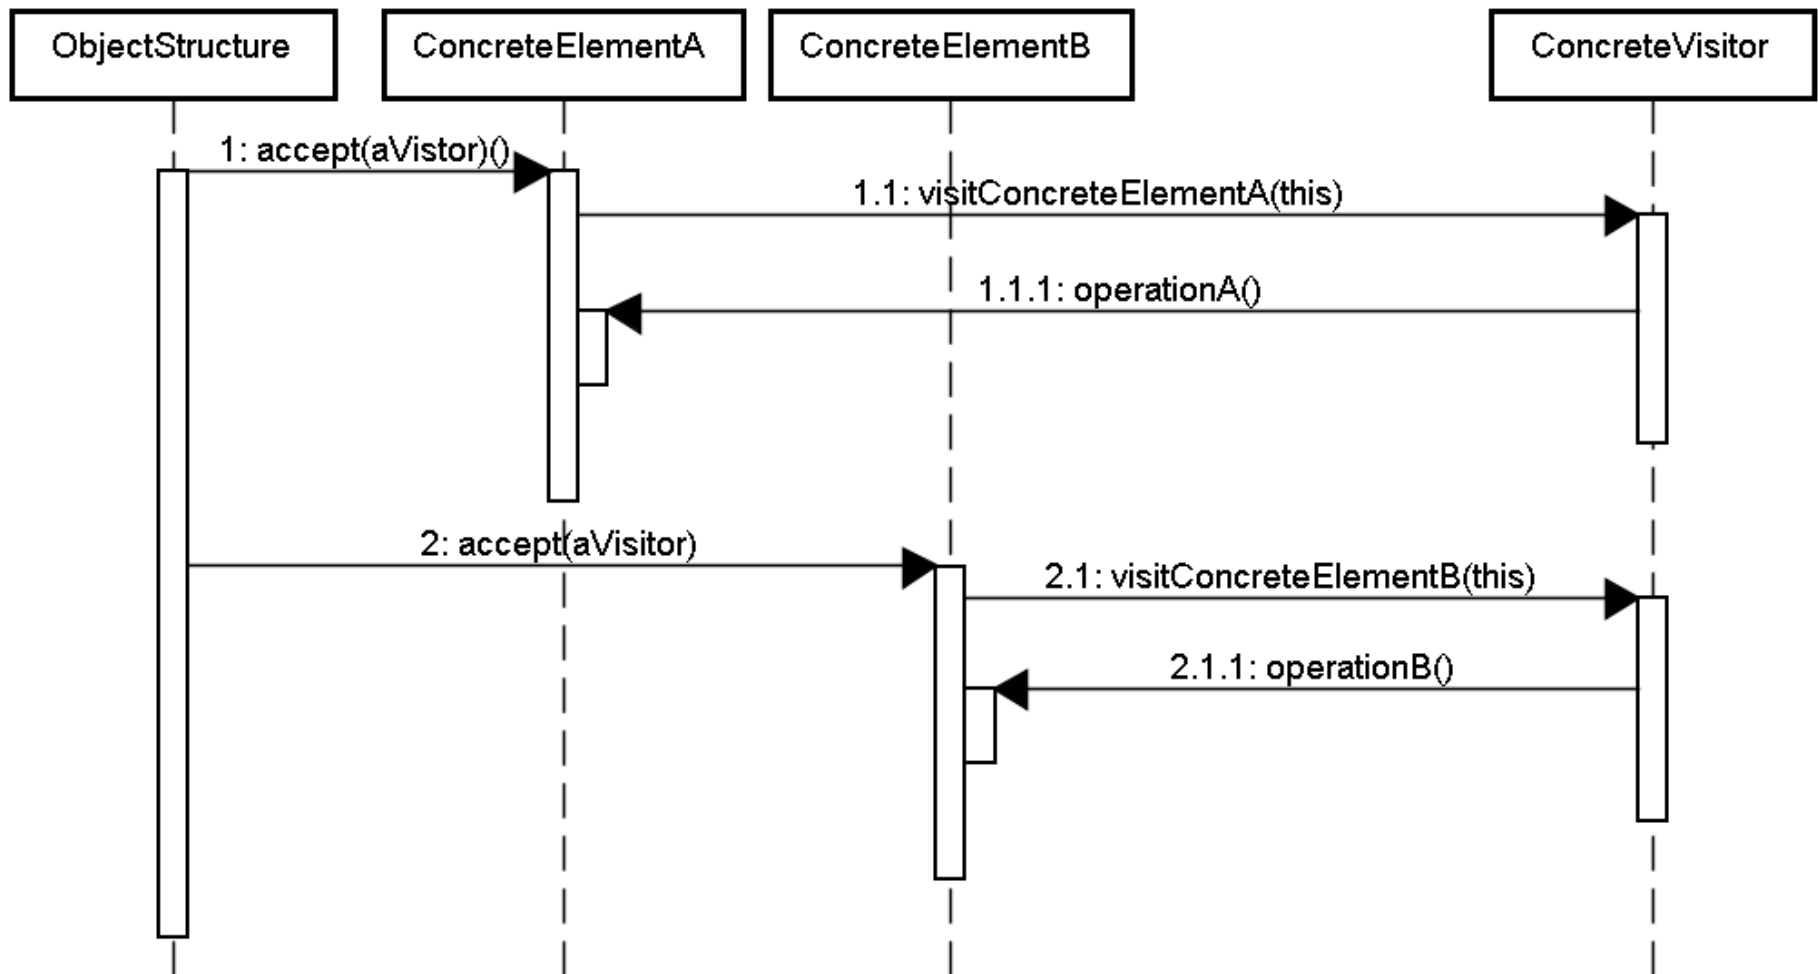 ObjectStructure
ConcreteElementA
ConcreteElementB
ConcreteVisitor
1: accept(aVistor)()
1.1: visitConcreteElementA(this)
1.1.1: operationA()
2: accept(aVisitor)
2.1: visitConcreteElementB(this)
2.1.1: operationB()